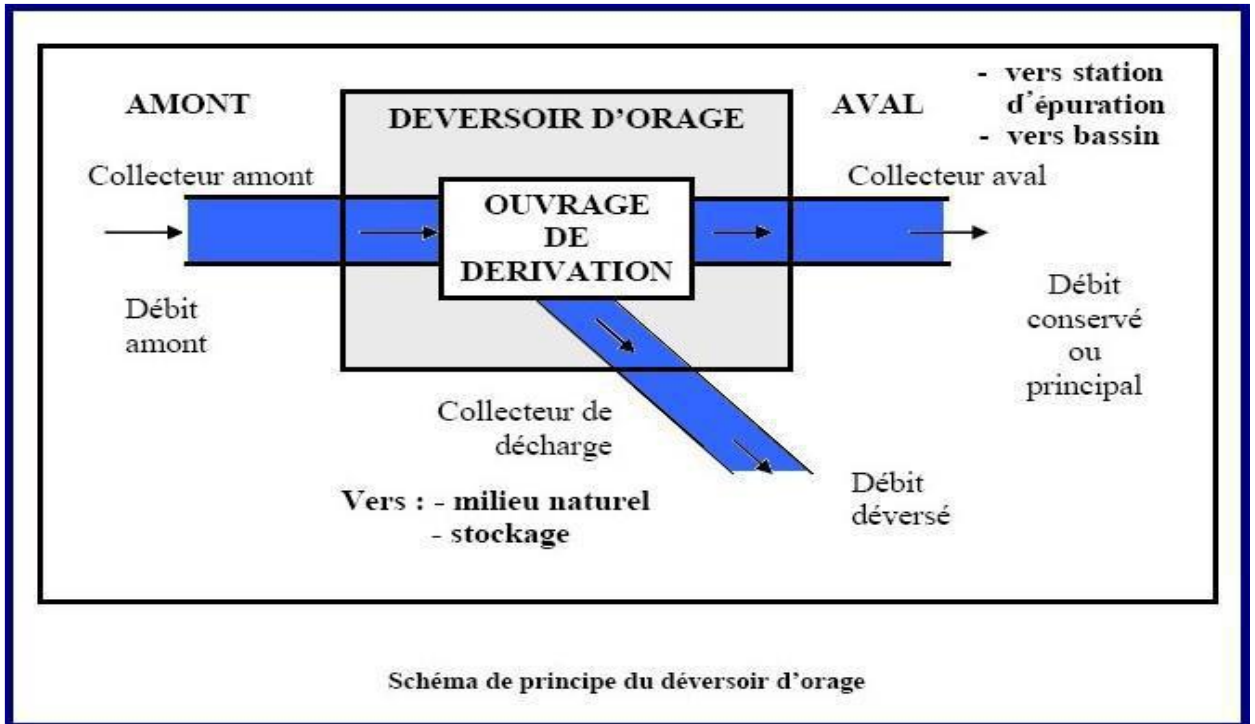 AMONT
DEVERSOIR D'ORAGE
AVAL
- vers station
d'épuration
- vers bassin
Collecteur amont
Collecteur aval
OUVRAGE
DE
DERIVATION
Débit
amont
Débit
conservé
ou
principal
Collecteur de
décharge
Vers : - milieu naturel
- stockage
Débit
déversé
Schéma de principe du déversoir d'orage